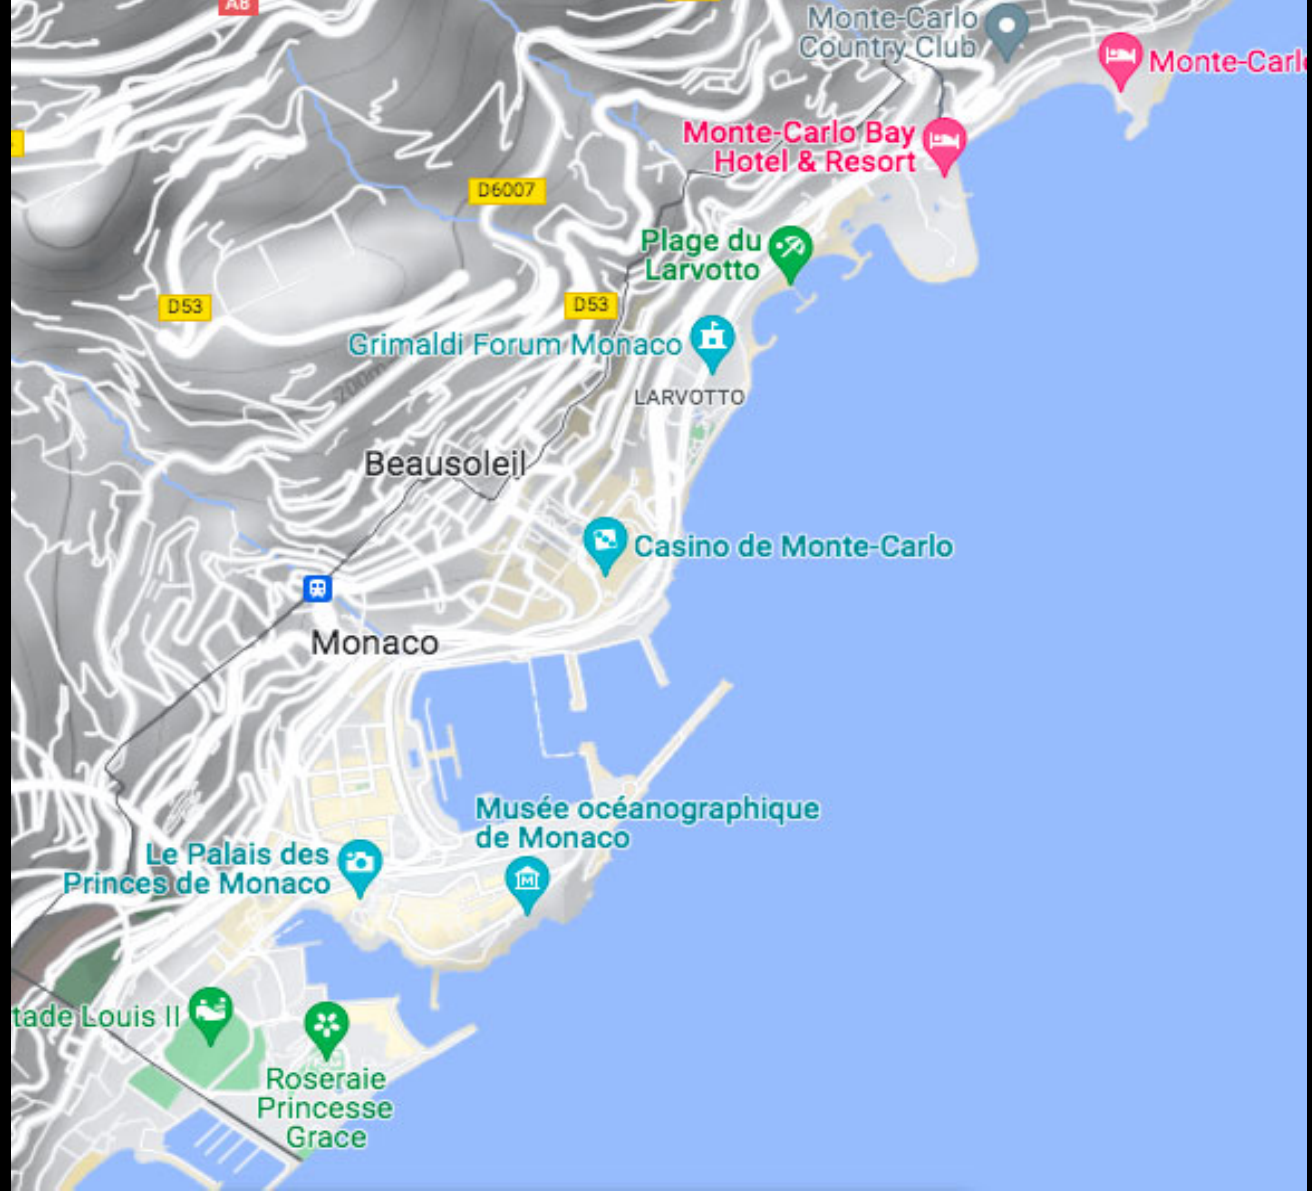 A8
Monte-Carlo
Country Club
Monte-Carl
Monte-Carlo Bay
Hotel & Resort
D6007
Plage du
Larvotto
D53
D53
Grimaldi Forum Monaco
200m
LARVOTTO
Beausoleil
Casino de Monte-Carlo
Monaco
Musée océanographique
de Monaco
Le Palais des
Princes de Monaco
tade Louis II
Roseraie
Princesse
Grace